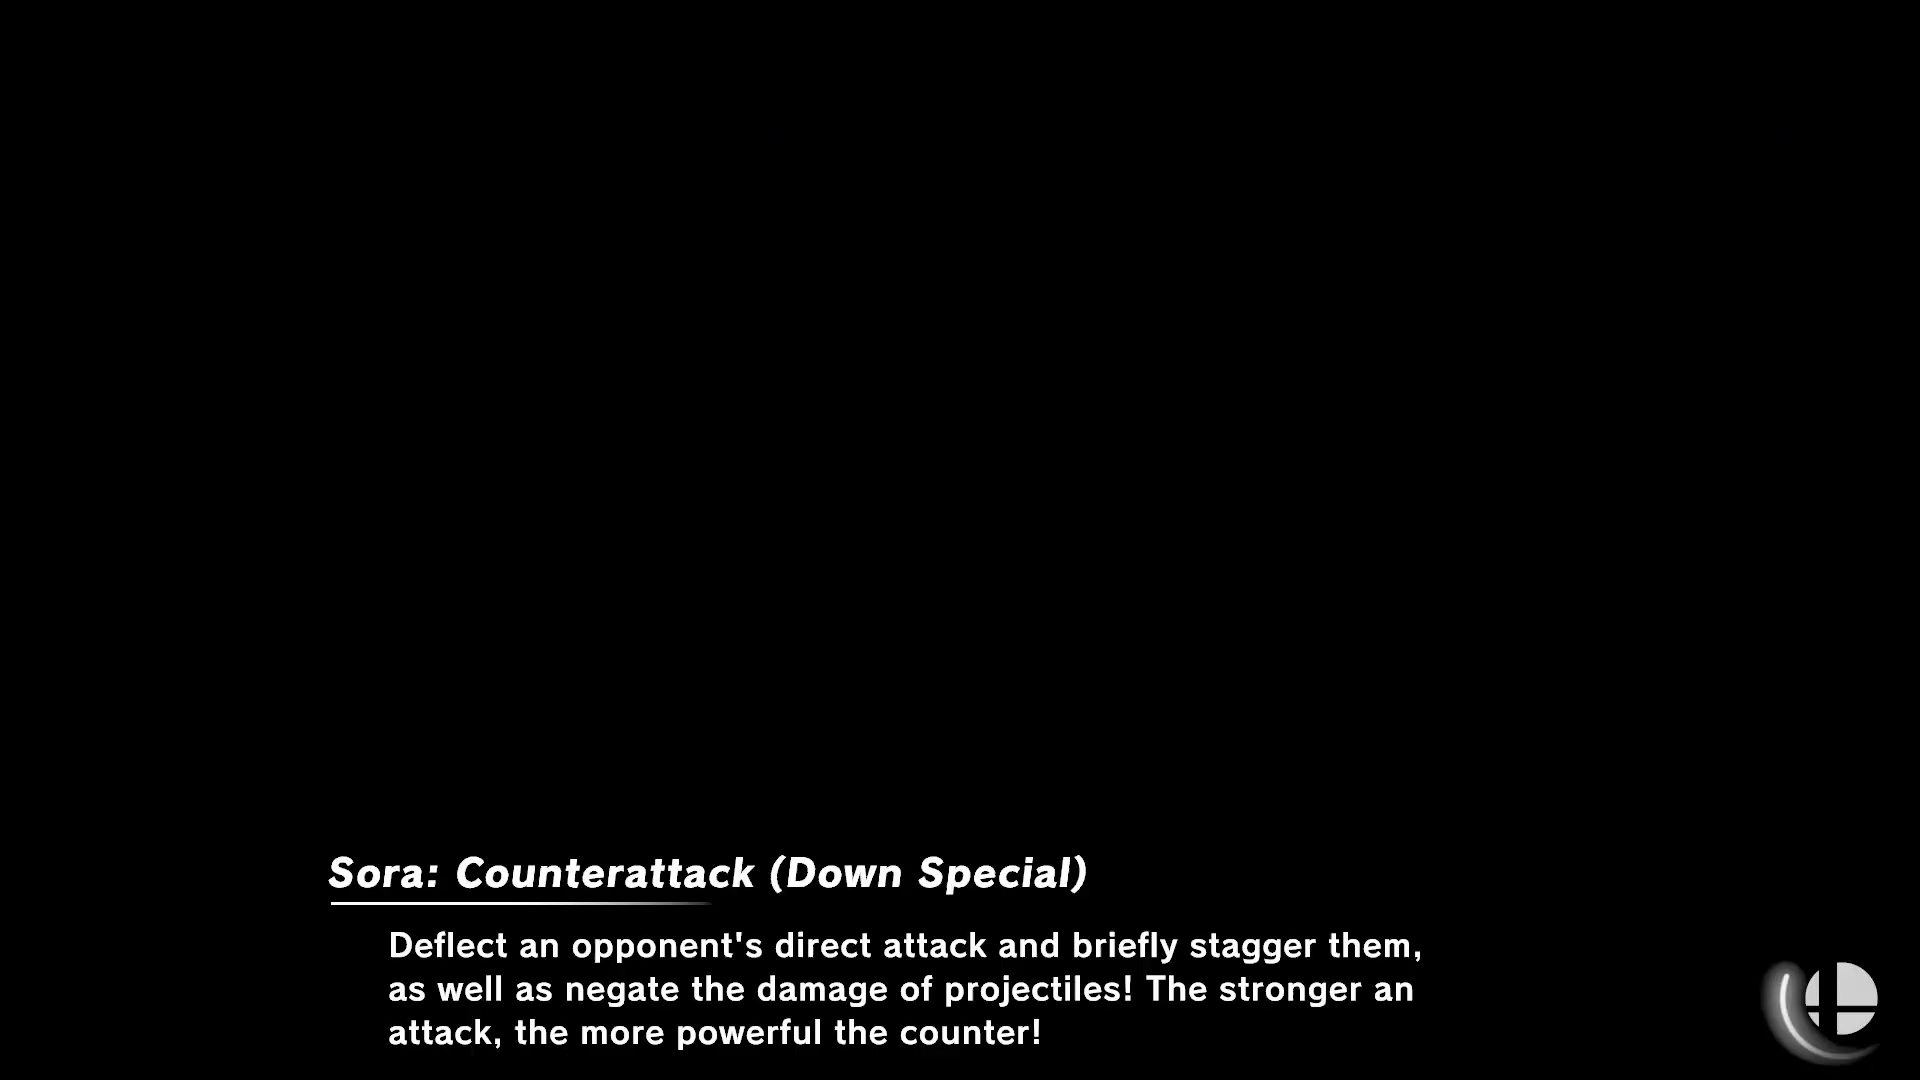 Sora: Counterattack (Down Special)
Deflect an opponent's direct attack and briefly stagger them,
as well as negate the damage of projectiles! The stronger an
attack, the more powerful the counter!